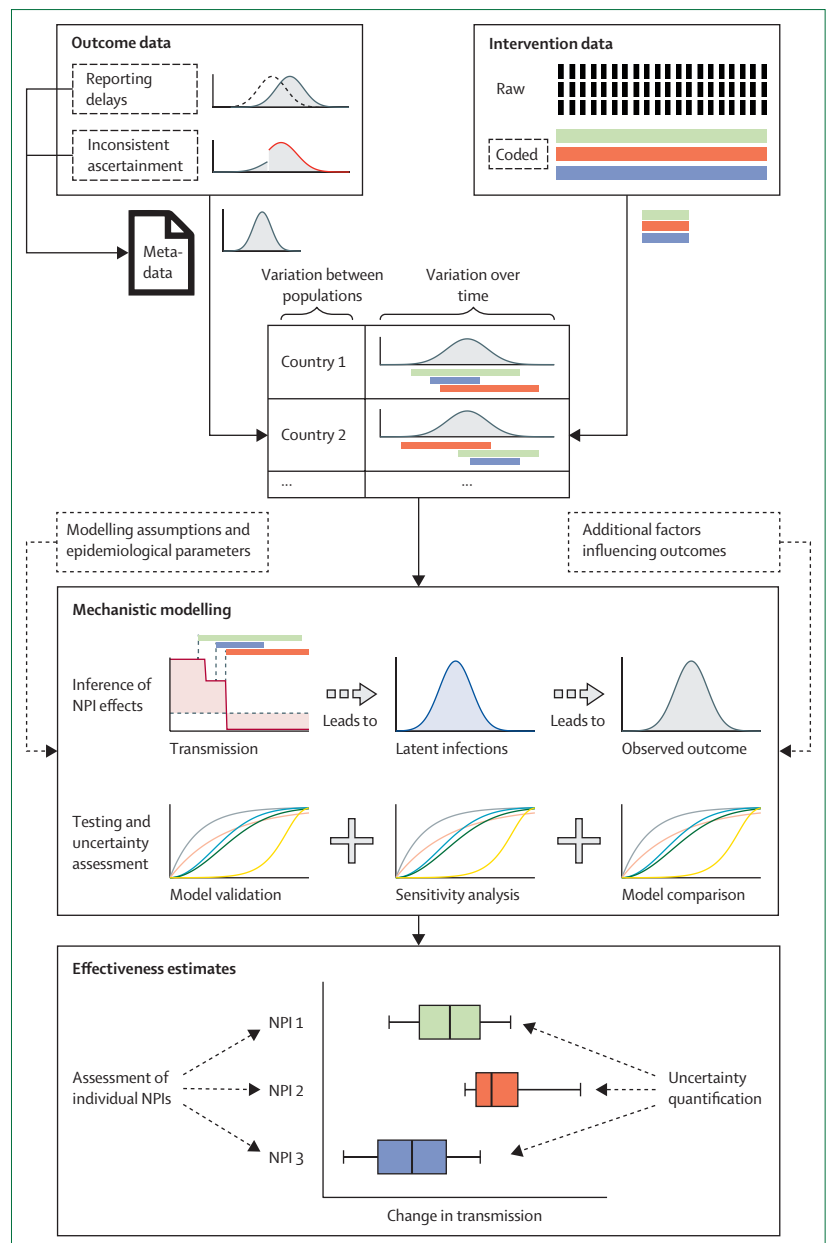 Outcome data
Reporting
delays
Inconsistent
ascertainment
Intervention data
Raw
Coded
Meta-
data
Variation between
populations
Variation over
time
Country 1
Country 2
...
...
Modelling assumptions and
epidemiological parameters
Additional factors
influencing outcomes
Mechanistic modelling
Inference of
NPI effects
Transmission
Leads to
Latent infections
Leads to
Observed outcome
Testing and
uncertainty
assessment
Model validation
Sensitivity analysis
Model comparison
Effectiveness estimates
Assessment of
individual NPIs
NPI 1
NPI 2
NPI 3
Uncertainty
quantification
Change in transmission